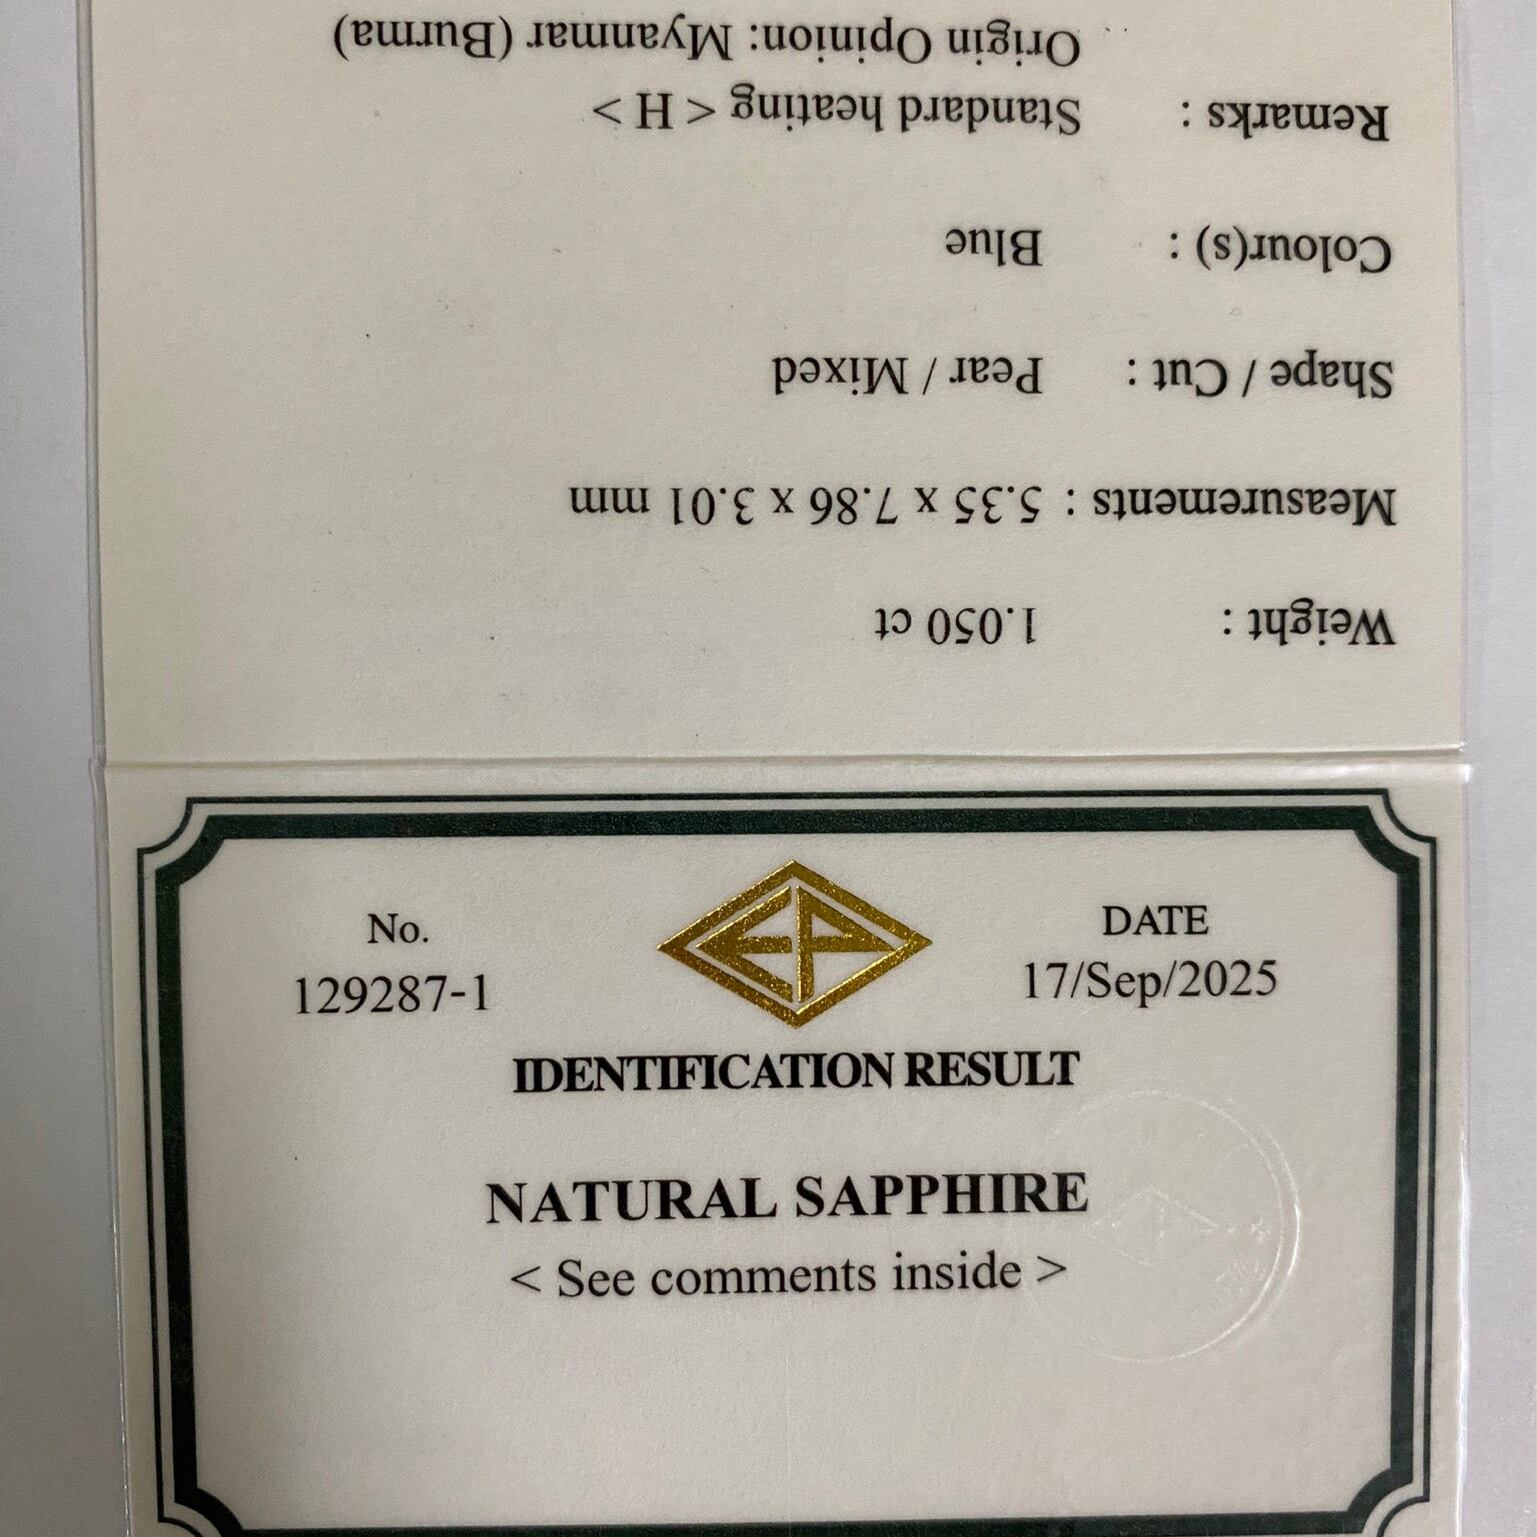 No.
129287-1
EP
DATE
17/Sep/2025
IDENTIFICATION RESULT
NATURAL SAPPHIRE
< See comments inside >
Weight : 1.050 ct
Measurements : 5.35 x 7.86 x 3.01 mm
Shape / Cut : Pear / Mixed
Colour(s) : Blue
Remarks : Standard heating < H >
Origin Opinion: Myanmar (Burma)